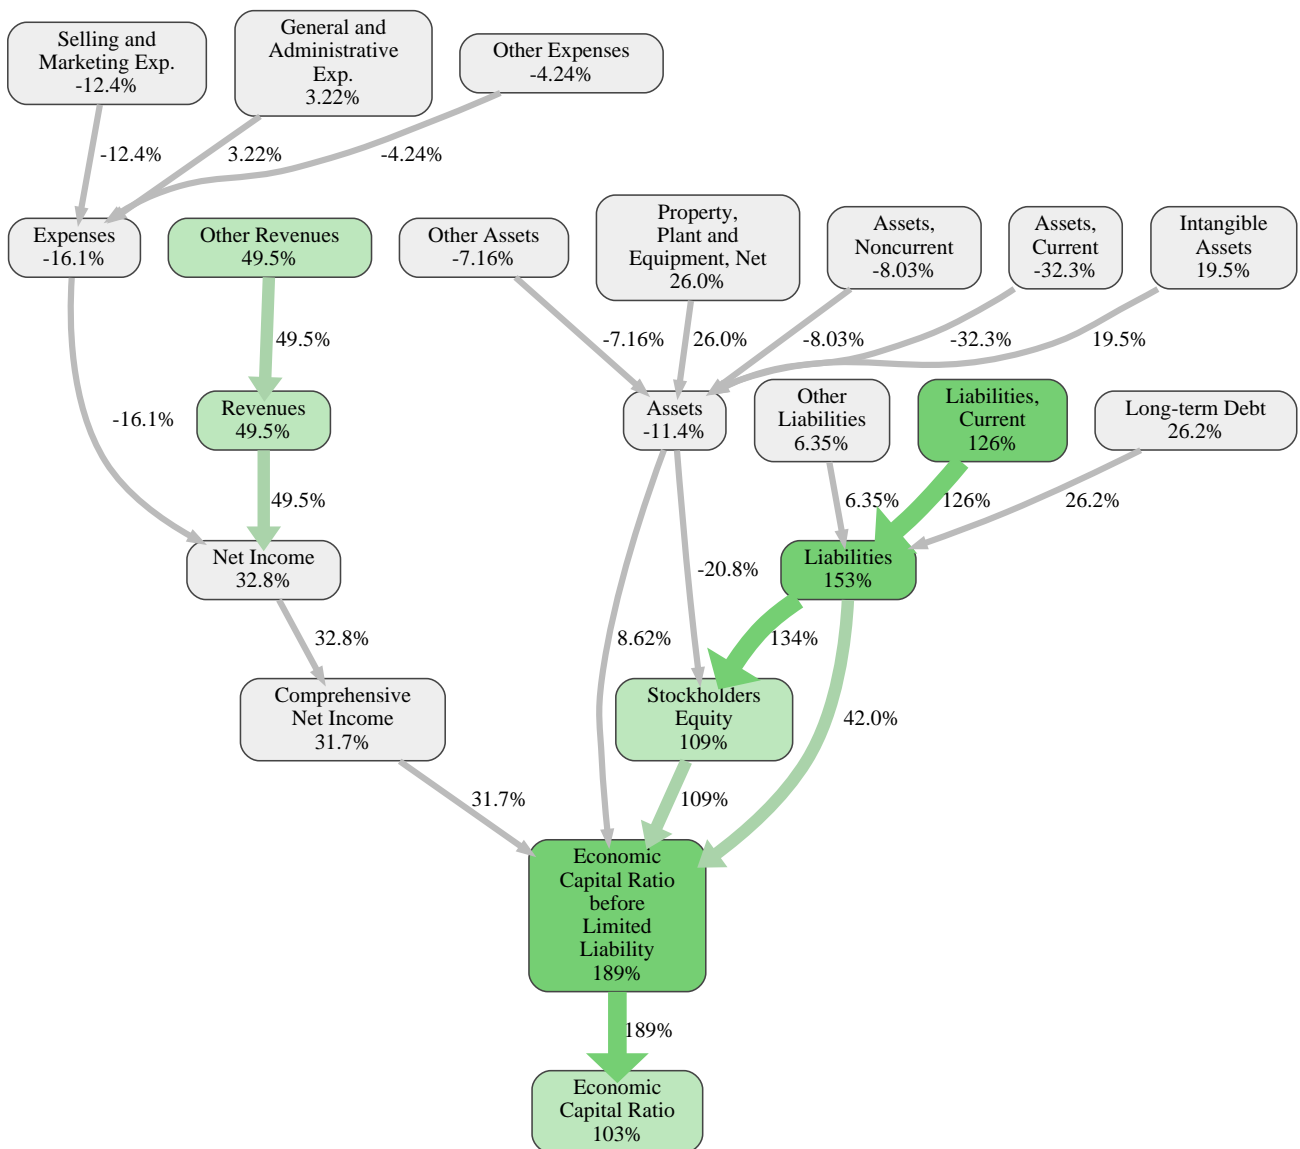 Selling and
Marketing Exp.
-12.4%
General and
Administrative
Exp.
3.22%
Other Expenses
-4.24%
-12.4%
3.22%
-4.24%
Expenses
-16.1%
Other Revenues
49.5%
Other Assets
-7.16%
Property,
Plant and
Equipment, Net
26.0%
Assets,
Noncurrent
-8.03%
Assets,
Current
-32.3%
Intangible
Assets
19.5%
49.5%
-7.16%
26.0%
-8.03%
-32.3%
19.5%
-16.1%
Revenues
49.5%
Assets
-11.4%
Other
Liabilities
6.35%
Liabilities,
Current
126%
Long-term Debt
26.2%
49.5%
6.35%
126%
26.2%
Net Income
32.8%
-20.8%
Liabilities
153%
32.8%
8.62%
134%
Comprehensive
Net Income
31.7%
Stockholders
Equity
109%
42.0%
31.7%
109%
Economic
Capital Ratio
before
Limited
Liability
189%
189%
Economic
Capital Ratio
103%